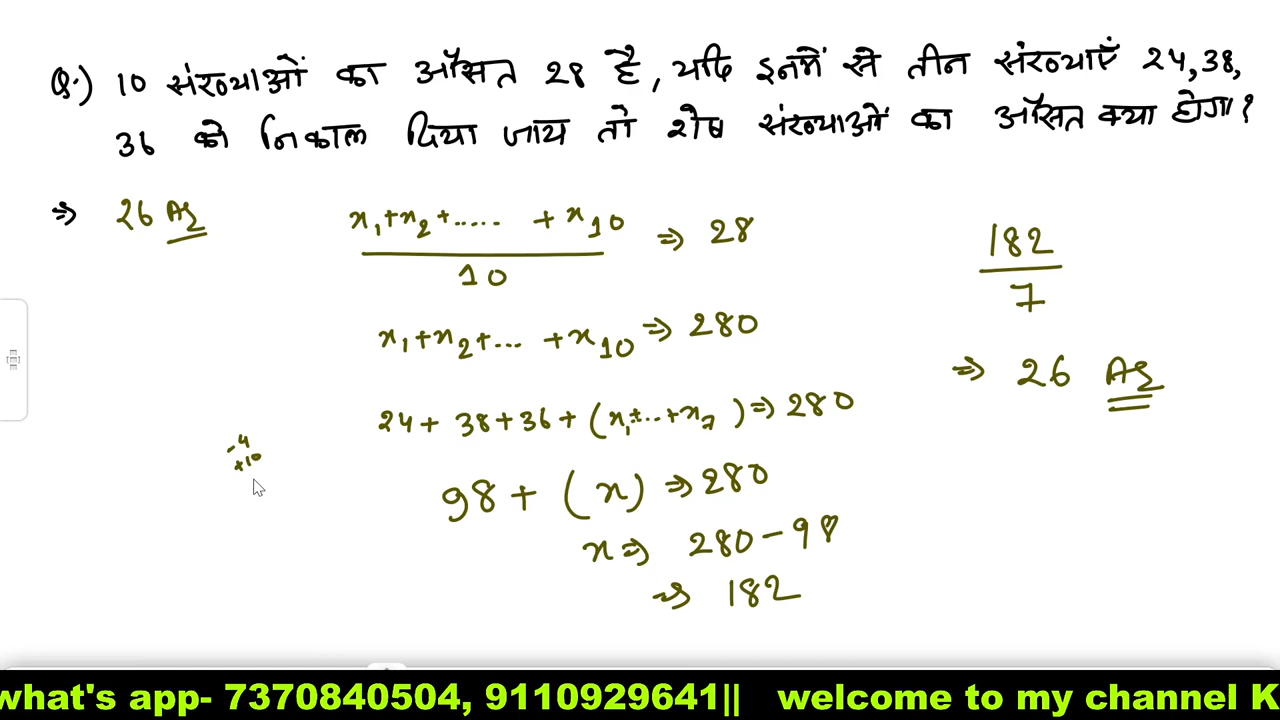 Q.) 10 संख्याओं का औसत 28 है, यदि इनमें से तीन संख्याएं 24, 38,
36 को निकाल दिया जाय तो शेष संख्याओं का औसत क्या होगा?
⇒ 26 Ans
x₁+x₂+..... + x₁₀ ⇒ 28
10
x₁+x₂+... +x₁₀ ⇒ 280
24+ 38+36+(x₁+..+x₇) ⇒ 280
98 + (x) ⇒ 280
x ⇒ 280-98
⇒ 182
-4
+10
182
7
⇒ 26 Ans
what's app- 7370840504, 9110929641|| welcome to my channel K